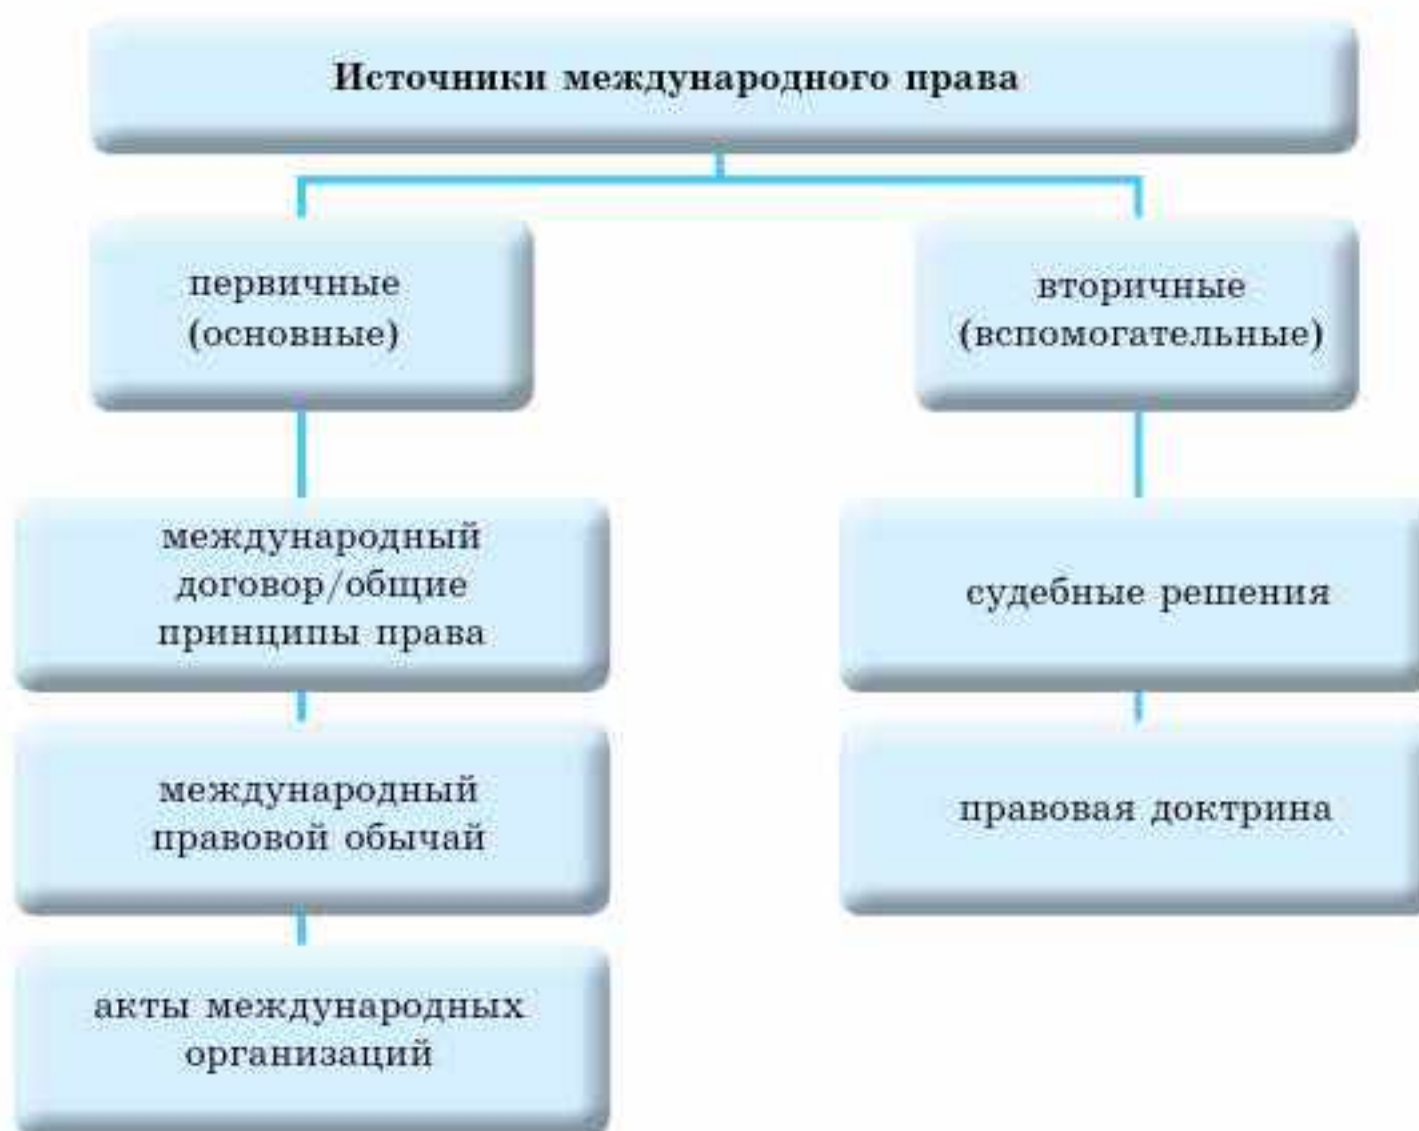 Источники международного права
первичные
(основные)
вторичные
(вспомогательные)
международный
договор/общие
принципы права
судебные решения
международный
правовой обычай
правовая доктрина
акты международных
организаций